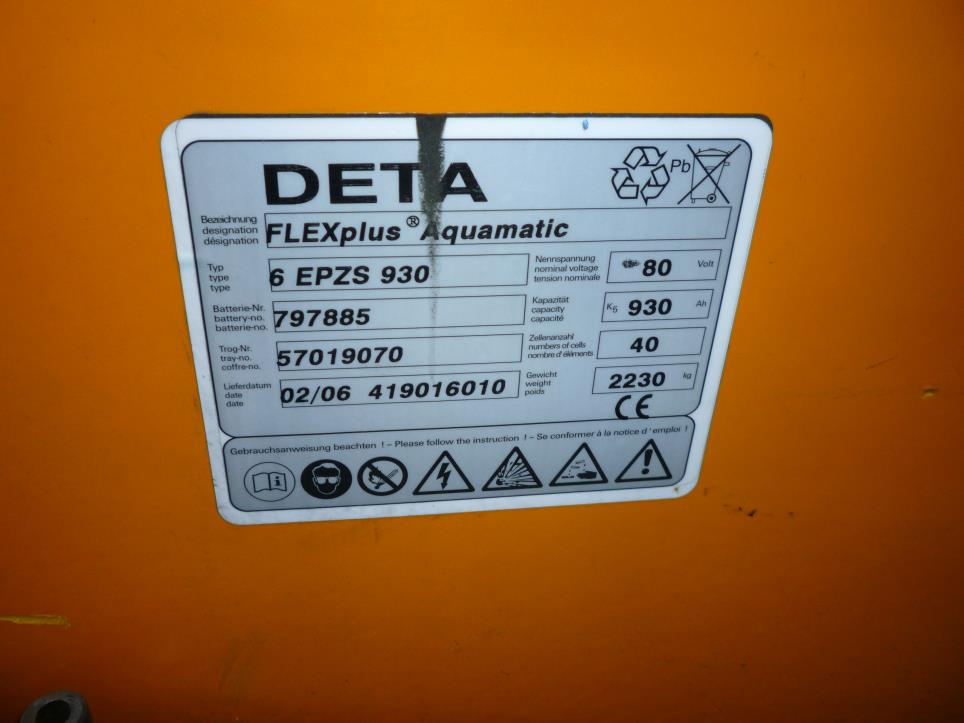 DETA
Pb
Bezeichnung
designation
désignation
FLEXplus® Aquamatic
Typ
type
type
6 EPZS 930
Nennspannung
nominal voltage
tension nominale
80 Volt
Batterie-Nr.
battery-no.
batterie-no.
797885
Kapazität
capacity
capacité
K5 930 Ah
Trog-Nr.
tray-no.
coffre-no.
57019070
Zellenanzahl
numbers of cells
nombre d'éléments
40
Lieferdatum
date
date
02/06 419016010
Gewicht
weight
poids
2230 kg
CE
Gebrauchsanweisung beachten ! – Please follow the instruction ! – Se conformer à la notice d'emploi !